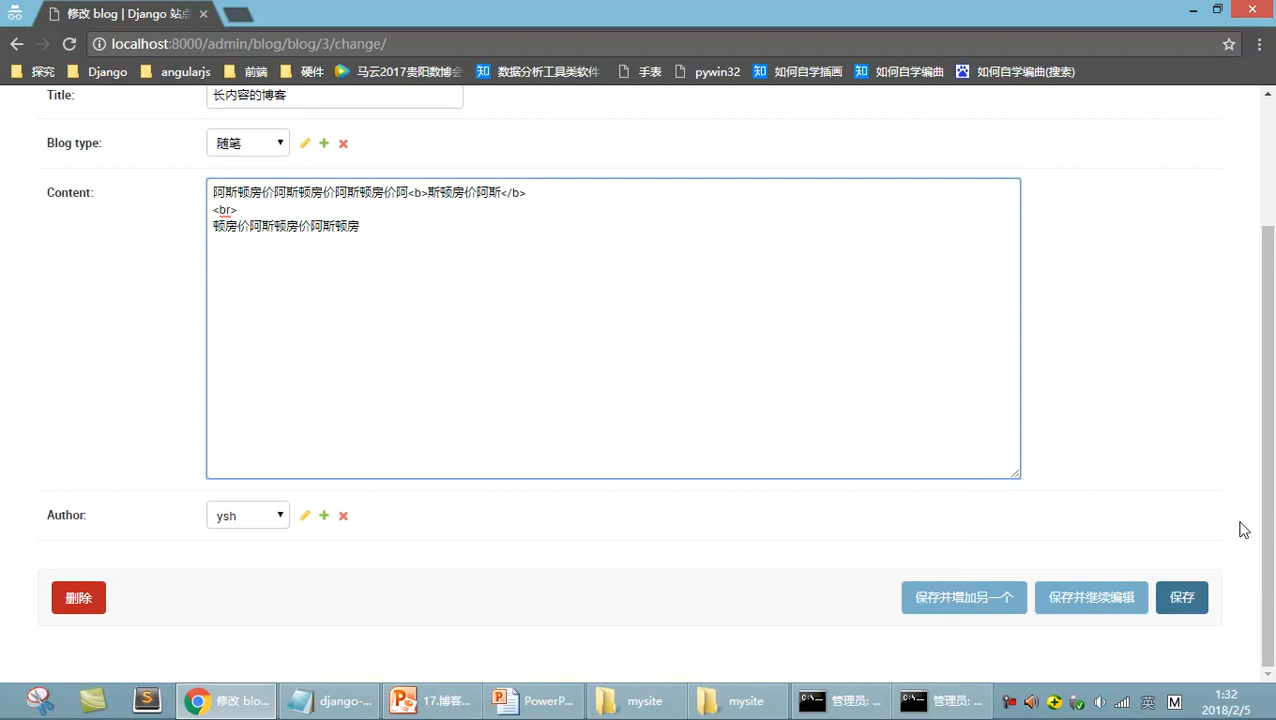 修改 blog | Django 站点
localhost:8000/admin/blog/blog/3/change/
探究 Django angularjs 前端 硬件 马云2017贵阳数博会 知 数据分析工具类软件 手表 pywin32 知 如何自学插画 知 如何自学编曲 如何自学编曲(搜索)
Title: 长内容的博客
Blog type: 随笔
Content: 阿斯顿房价阿斯顿房价阿斯顿房价阿<b>斯顿房价阿斯</b>
<br>
顿房价阿斯顿房价阿斯顿房
Author: ysh
删除 保存并增加另一个 保存并继续编辑 保存
S 修改 blo... django-... 17.博客... PowerP... mysite mysite 管理员: ... 管理员: ... 英 M 1:32
2018/2/5